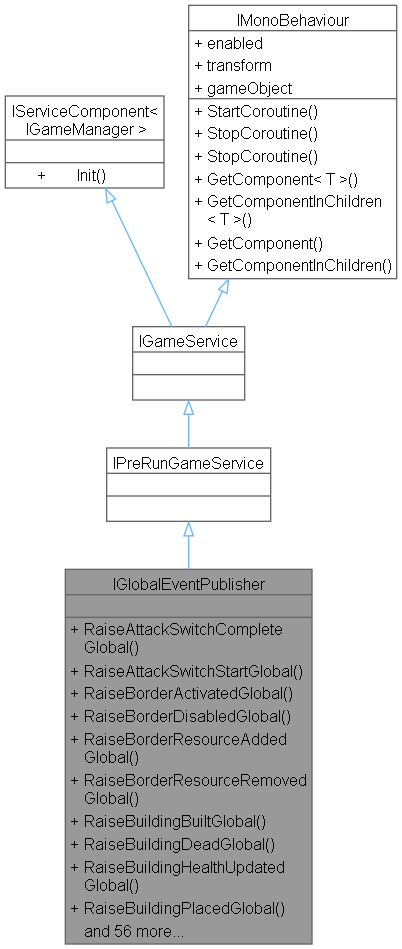 IMonoBehaviour
+ enabled
+ transform
+ gameObject
+ StartCoroutine()
+ StopCoroutine()
+ StopCoroutine()
+ GetComponent< T >()
+ GetComponentInChildren
< T >()
+ GetComponent()
+ GetComponentInChildren()
IServiceComponent<
IGameManager >
+ Init()
IGameService
IPreRunGameService
IGlobalEventPublisher
+ RaiseAttackSwitchComplete
Global()
+ RaiseAttackSwitchStartGlobal()
+ RaiseBorderActivatedGlobal()
+ RaiseBorderDisabledGlobal()
+ RaiseBorderResourceAdded
Global()
+ RaiseBorderResourceRemoved
Global()
+ RaiseBuildingBuiltGlobal()
+ RaiseBuildingDeadGlobal()
+ RaiseBuildingHealthUpdated
Global()
+ RaiseBuildingPlacedGlobal()
and 56 more...